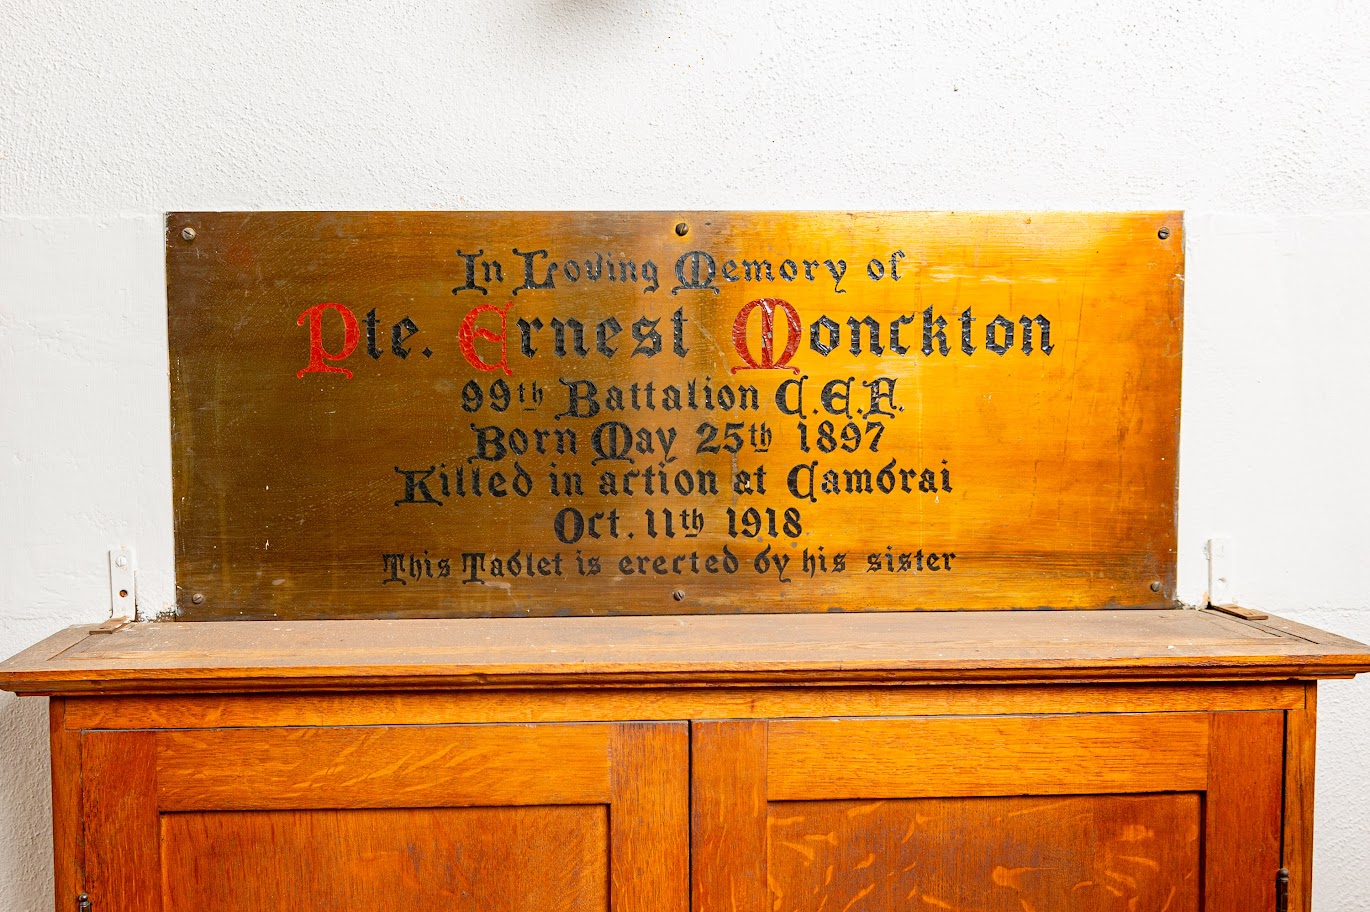 In Loving Memory of
Pte. Ernest Monckton
99th Battalion C.E.F.
Born May 25th 1897
Killed in action at Cambrai
Oct. 11th 1918
This Tablet is erected by his sister